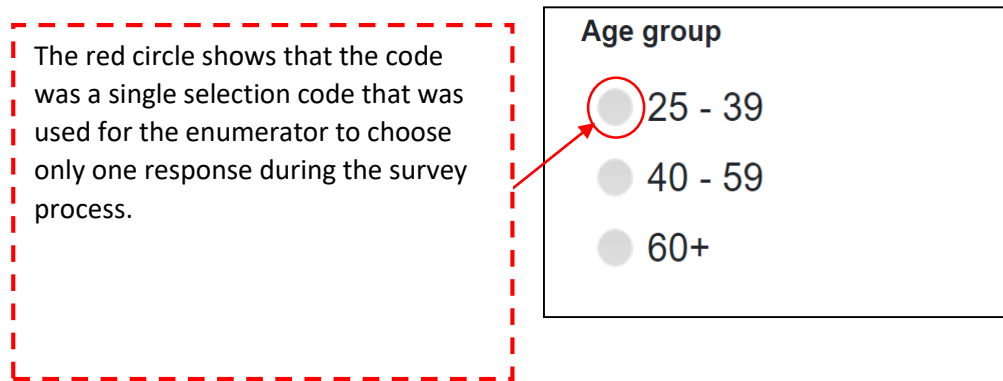 The red circle shows that the code
was a single selection code that was
used for the enumerator to choose
only one response during the survey
process.
Age group
25 - 39
40 - 59
60+